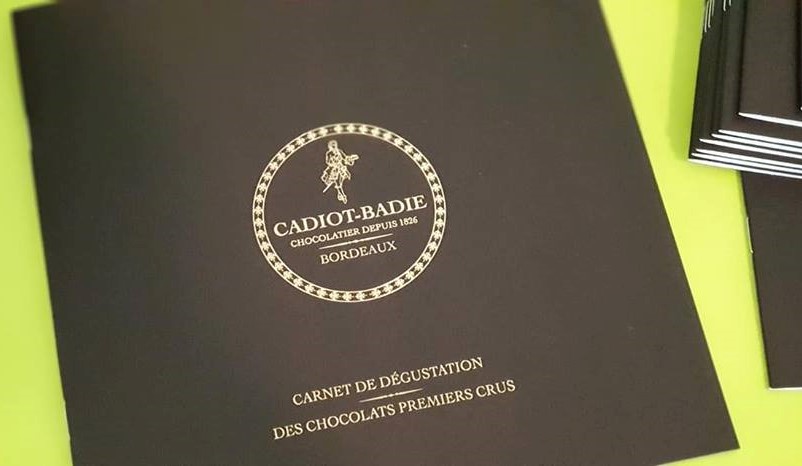 CADIOT-BADIE
CHOCOLATIER DEPUIS 1826
BORDEAUX
CARNET DE DÉGUSTATION
DES CHOCOLATS PREMIERS CRUS